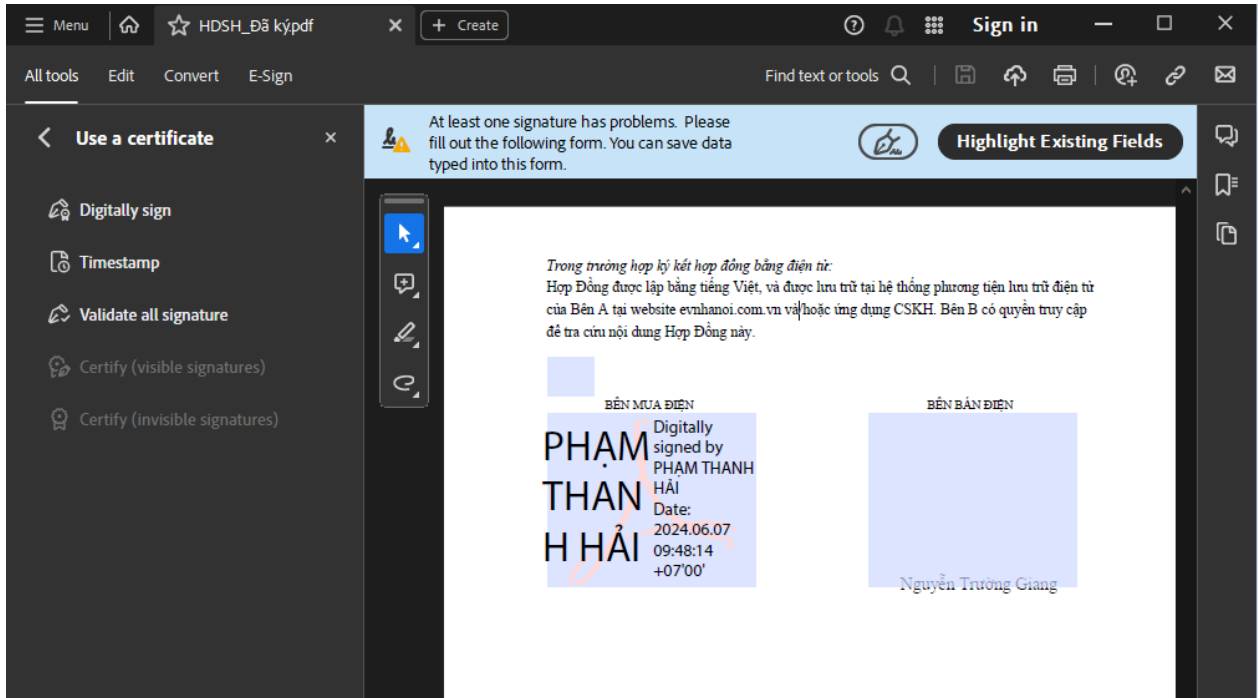 Menu
HDSH_Đã ký.pdf
+ Create
Sign in
All tools
Edit
Convert
E-Sign
Find text or tools
Use a certificate
Digitally sign
Timestamp
Validate all signature
Certify (visible signatures)
Certify (invisible signatures)
At least one signature has problems. Please
fill out the following form. You can save data
typed into this form.
Highlight Existing Fields
Trong trường hợp ký kết hợp đồng bằng điện tử:
Hợp Đồng được lập bằng tiếng Việt, và được lưu trữ tại hệ thống phương tiện lưu trữ điện tử
của Bên A tại website evnhanoi.com.vn và/hoặc ứng dụng CSKH. Bên B có quyền truy cập
để tra cứu nội dung Hợp Đồng này.
BÊN MUA ĐIỆN
PHẠM
THAN
H HẢI
Digitally
signed by
PHẠM THANH
HẢI
Date:
2024.06.07
09:48:14
+07'00'
BÊN BÁN ĐIỆN
Nguyễn Trường Giang